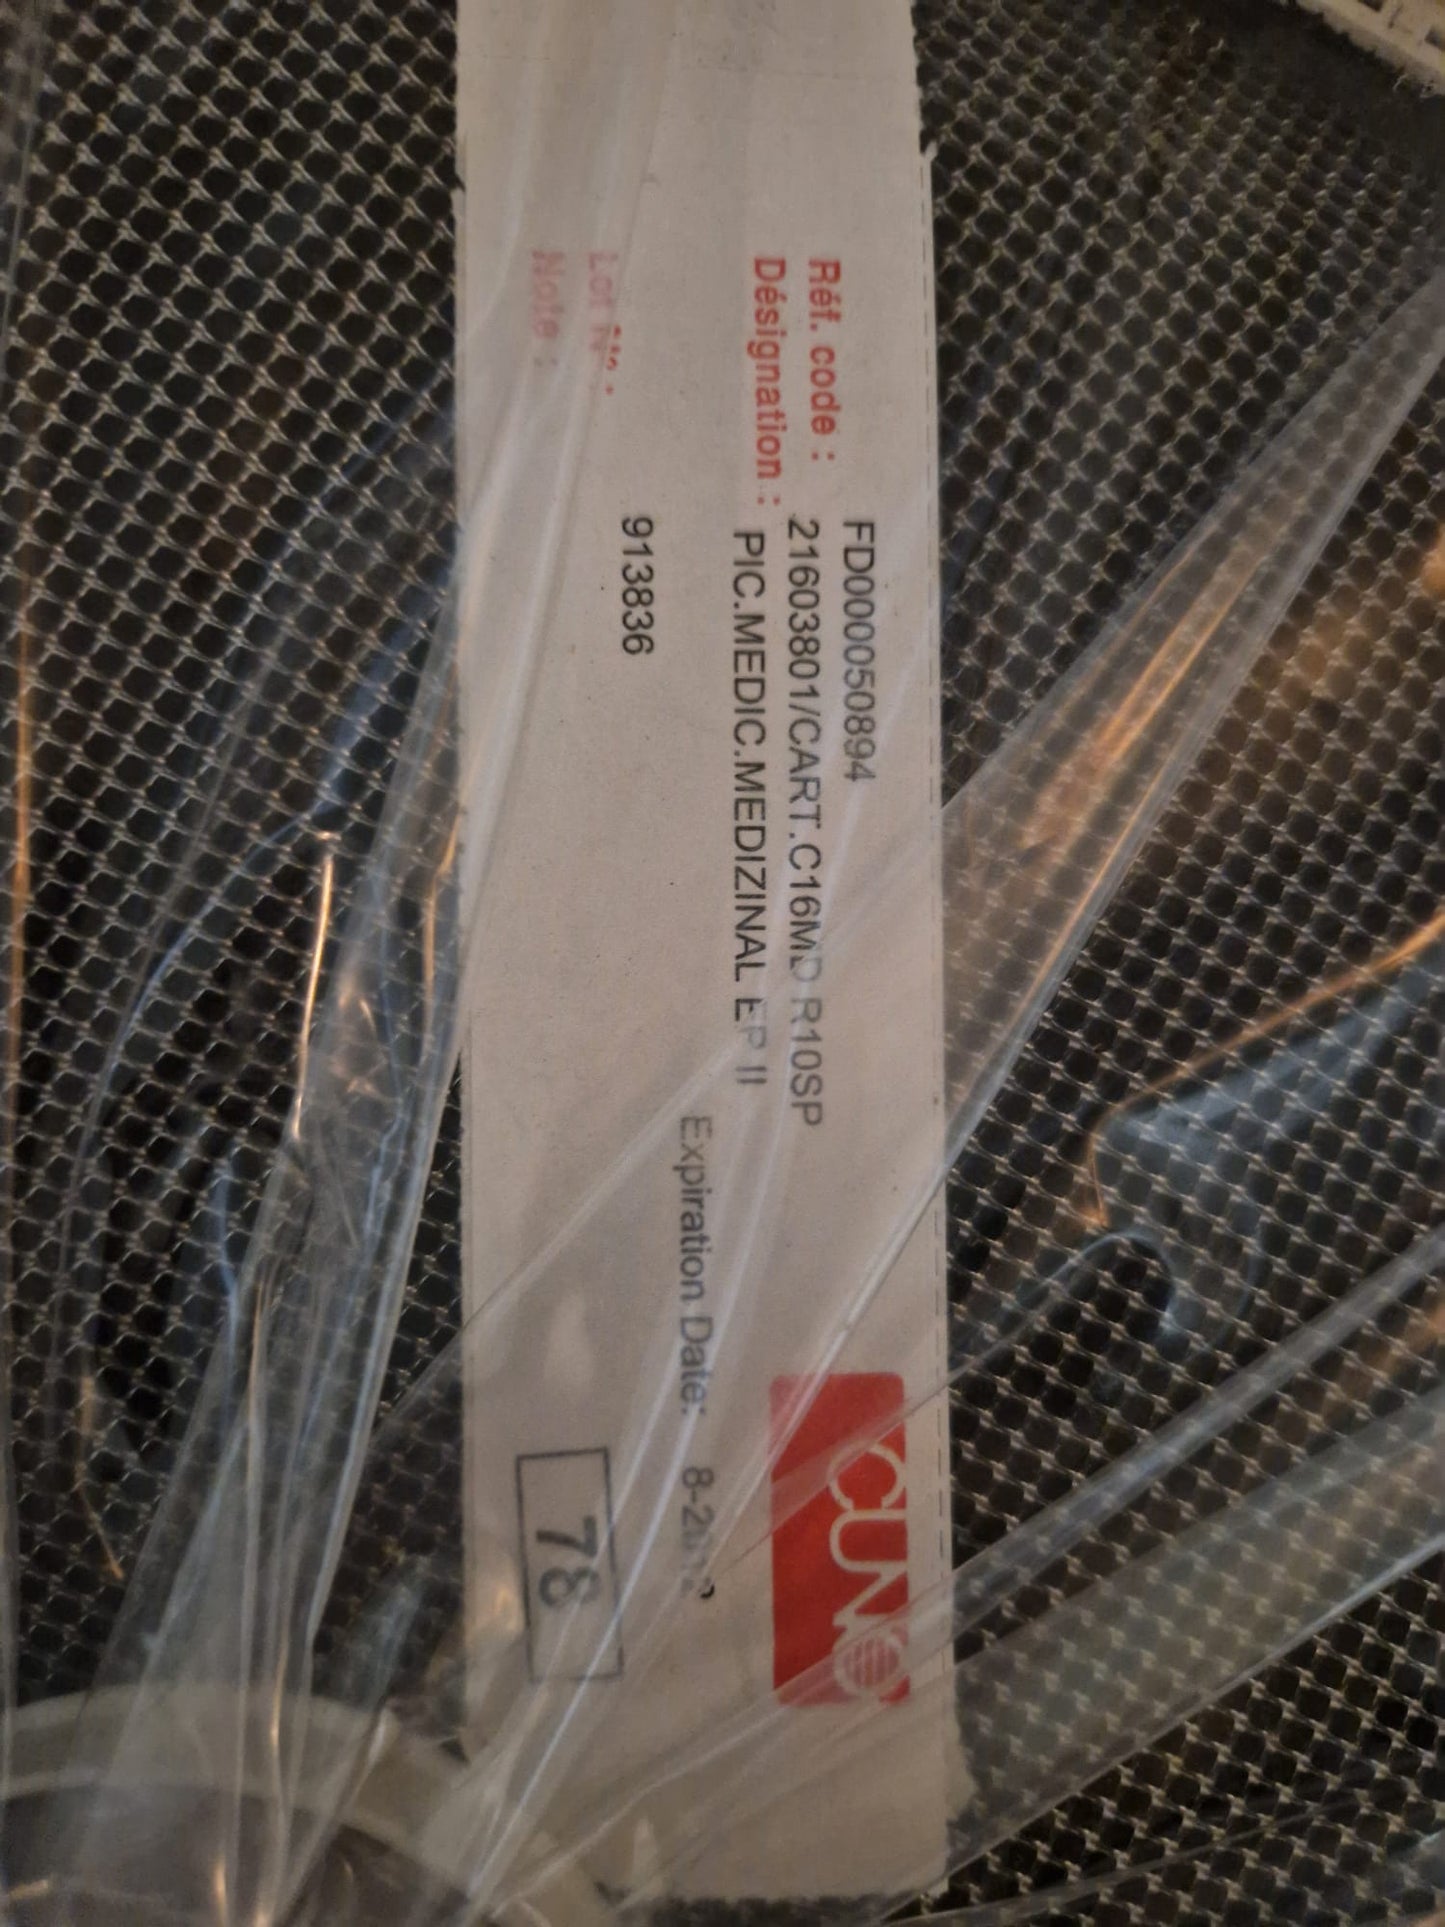 CUNO
Réf. code : FD000050894
21603801/CART.C16MD R10SP
Désignation : PIC.MEDIC.MEDIZINAL EP II
Expiration Date:
Lot N° : 913836
Note :
78